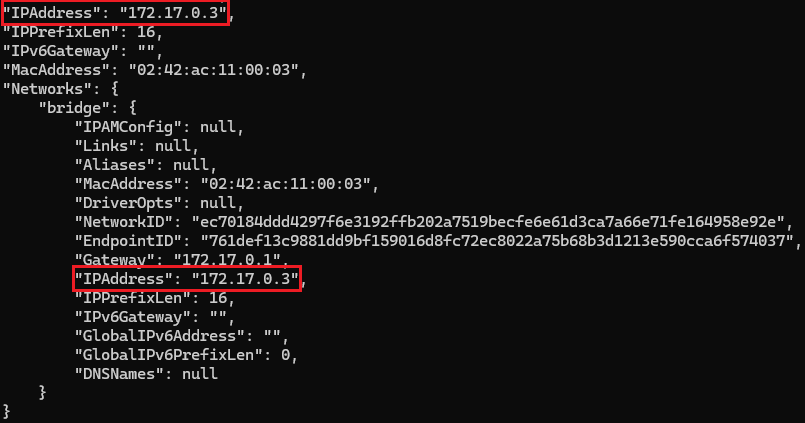 "IPAddress": "172.17.0.3",
"IPPrefixLen": 16,
"IPv6Gateway": "",
"MacAddress": "02:42:ac:11:00:03",
"Networks": {
    "bridge": {
        "IPAMConfig": null,
        "Links": null,
        "Aliases": null,
        "MacAddress": "02:42:ac:11:00:03",
        "DriverOpts": null,
        "NetworkID": "ec70184ddd4297f6e3192ffb202a7519becfe6e61d3ca7a66e71fe164958e92e",
        "EndpointID": "761def13c9881dd9bf159016d8fc72ec8022a75b68b3d1213e590cca6f574037",
        "Gateway": "172.17.0.1",
        "IPAddress": "172.17.0.3",
        "IPPrefixLen": 16,
        "IPv6Gateway": "",
        "GlobalIPv6Address": "",
        "GlobalIPv6PrefixLen": 0,
        "DNSNames": null
    }
}